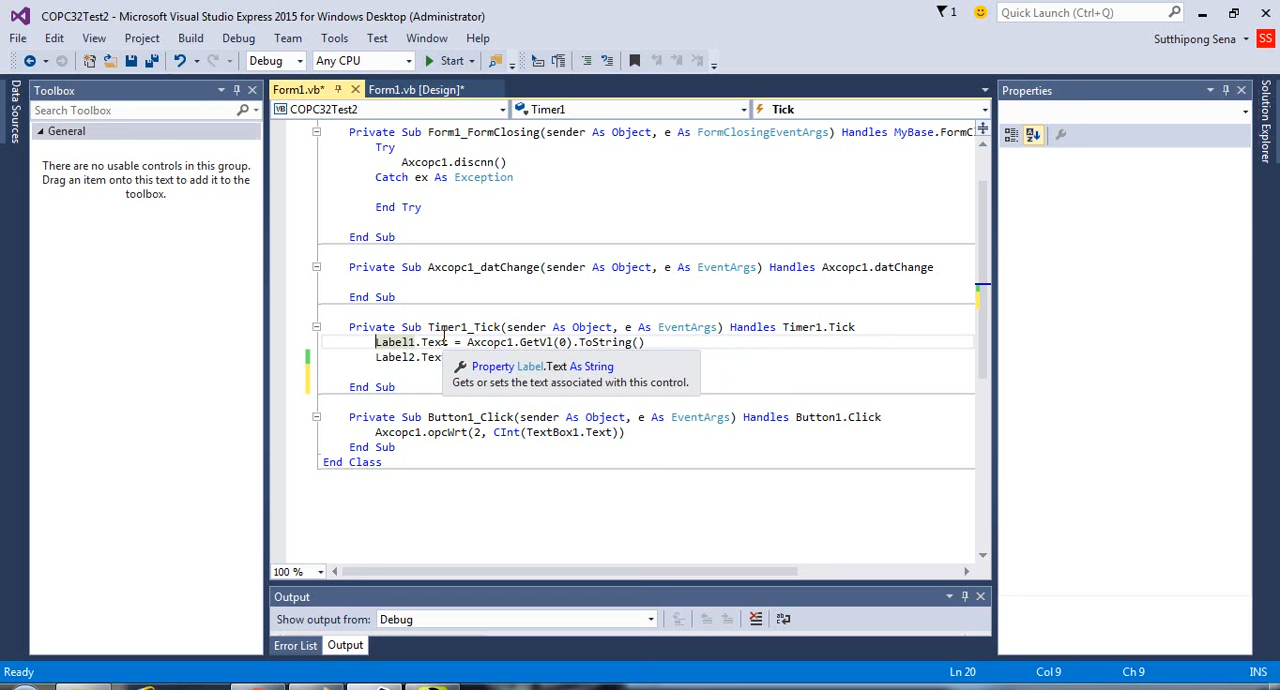 COPC32Test2 - Microsoft Visual Studio Express 2015 for Windows Desktop (Administrator)
1
Quick Launch (Ctrl+Q)
File Edit View Project Build Debug Team Tools Test Window Help
Sutthipong Sena SS
Debug Any CPU Start
Data Sources
Toolbox
Search Toolbox
General
There are no usable controls in this group.
Drag an item onto this text to add it to the
toolbox.
Form1.vb* Form1.vb [Design]*
COPC32Test2 Timer1 Tick
Private Sub Form1_FormClosing(sender As Object, e As FormClosingEventArgs) Handles MyBase.FormC
Try
Axcopc1.discnn()
Catch ex As Exception
End Try
End Sub
Private Sub Axcopc1_datChange(sender As Object, e As EventArgs) Handles Axcopc1.datChange
End Sub
Private Sub Timer1_Tick(sender As Object, e As EventArgs) Handles Timer1.Tick
Label1.Text = Axcopc1.GetVl(0).ToString()
Label2.Tex
Property Label.Text As String
Gets or sets the text associated with this control.
End Sub
Private Sub Button1_Click(sender As Object, e As EventArgs) Handles Button1.Click
Axcopc1.opcWrt(2, CInt(TextBox1.Text))
End Sub
End Class
100 %
Output
Show output from: Debug
Error List Output
Properties
Solution Explorer
Ready Ln 20 Col 9 Ch 9 INS